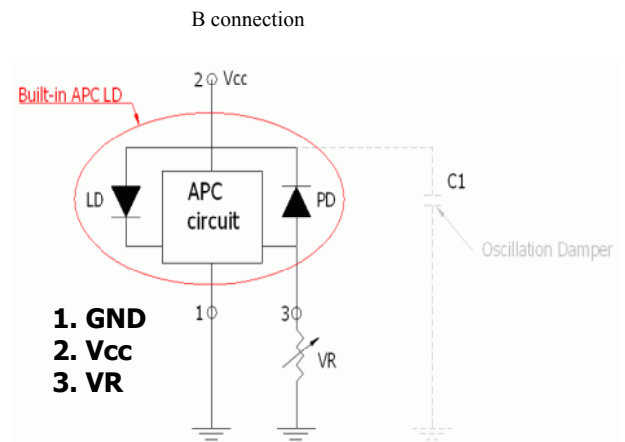 B connection
2 Vcc
Built-in APC LD
LD
APC
circuit
PD
C1
Oscillation Damper
1
3
VR
1. GND
2. Vcc
3. VR